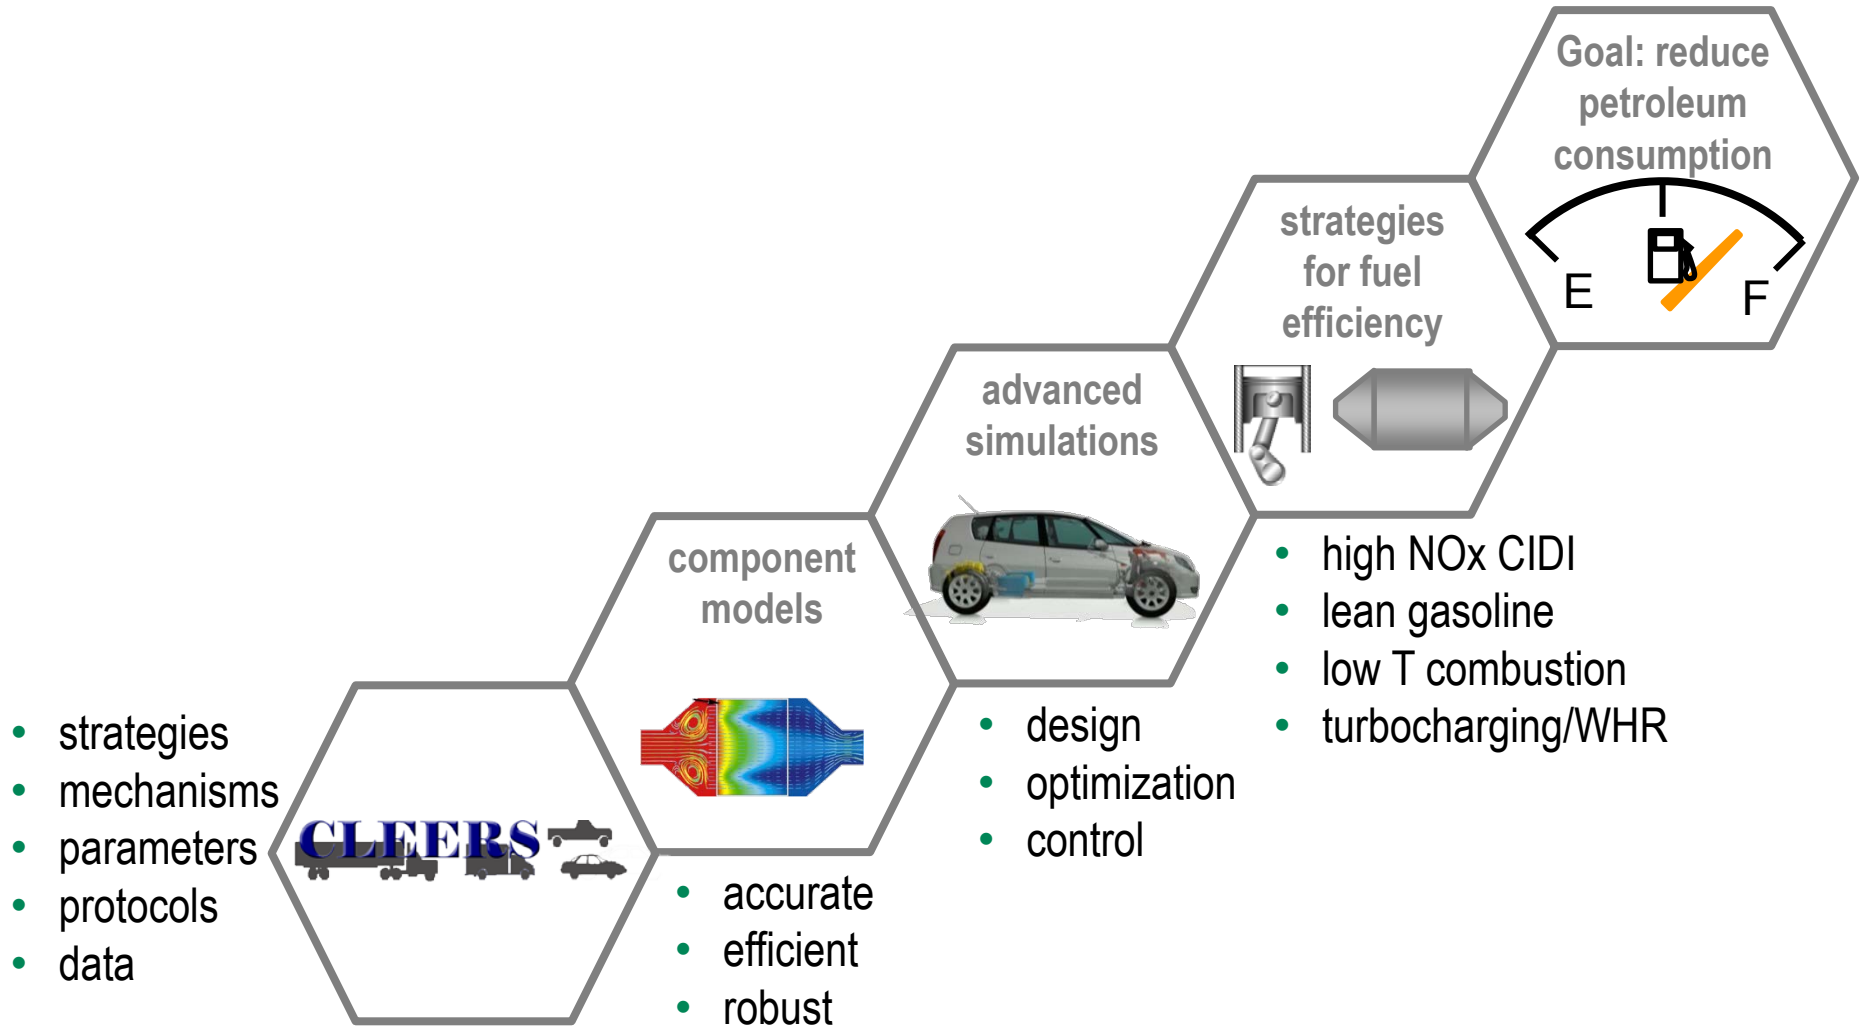 Goal: reduce
petroleum
consumption
E
F
strategies
for fuel
efficiency
• high NOx CIDI
• lean gasoline
• low T combustion
• turbocharging/WHR
advanced
simulations
• design
• optimization
• control
component
models
• accurate
• efficient
• robust
CLEERS
• strategies
• mechanisms
• parameters
• protocols
• data